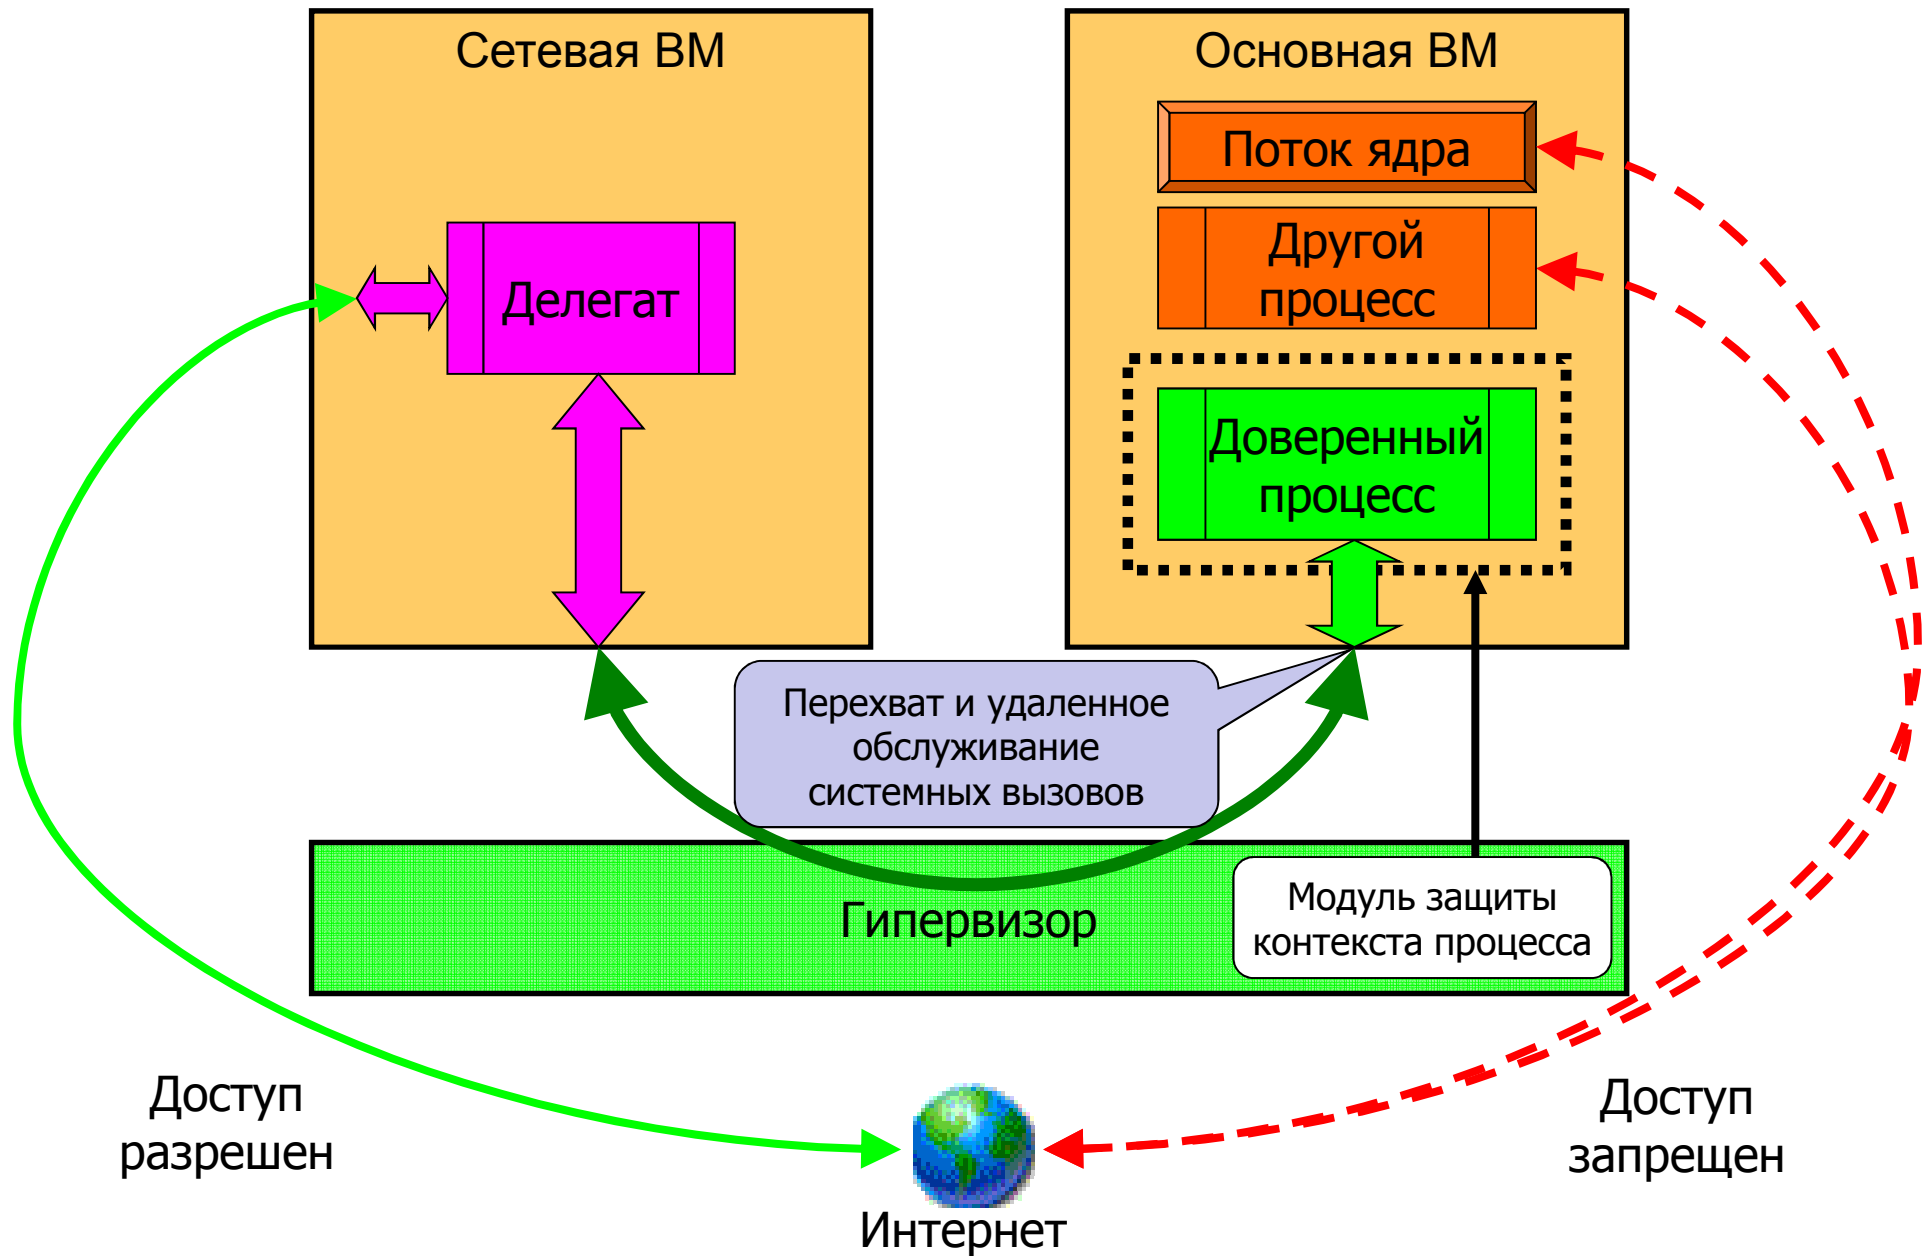 Сетевая ВМ
Основная ВМ
Поток ядра
Другой
процесс
Делегат
Доверенный
процесс
Перехват и удаленное
обслуживание
системных вызовов
Гипервизор
Модуль защиты
контекста процесса
Доступ
разрешен
Доступ
запрещен
Интернет